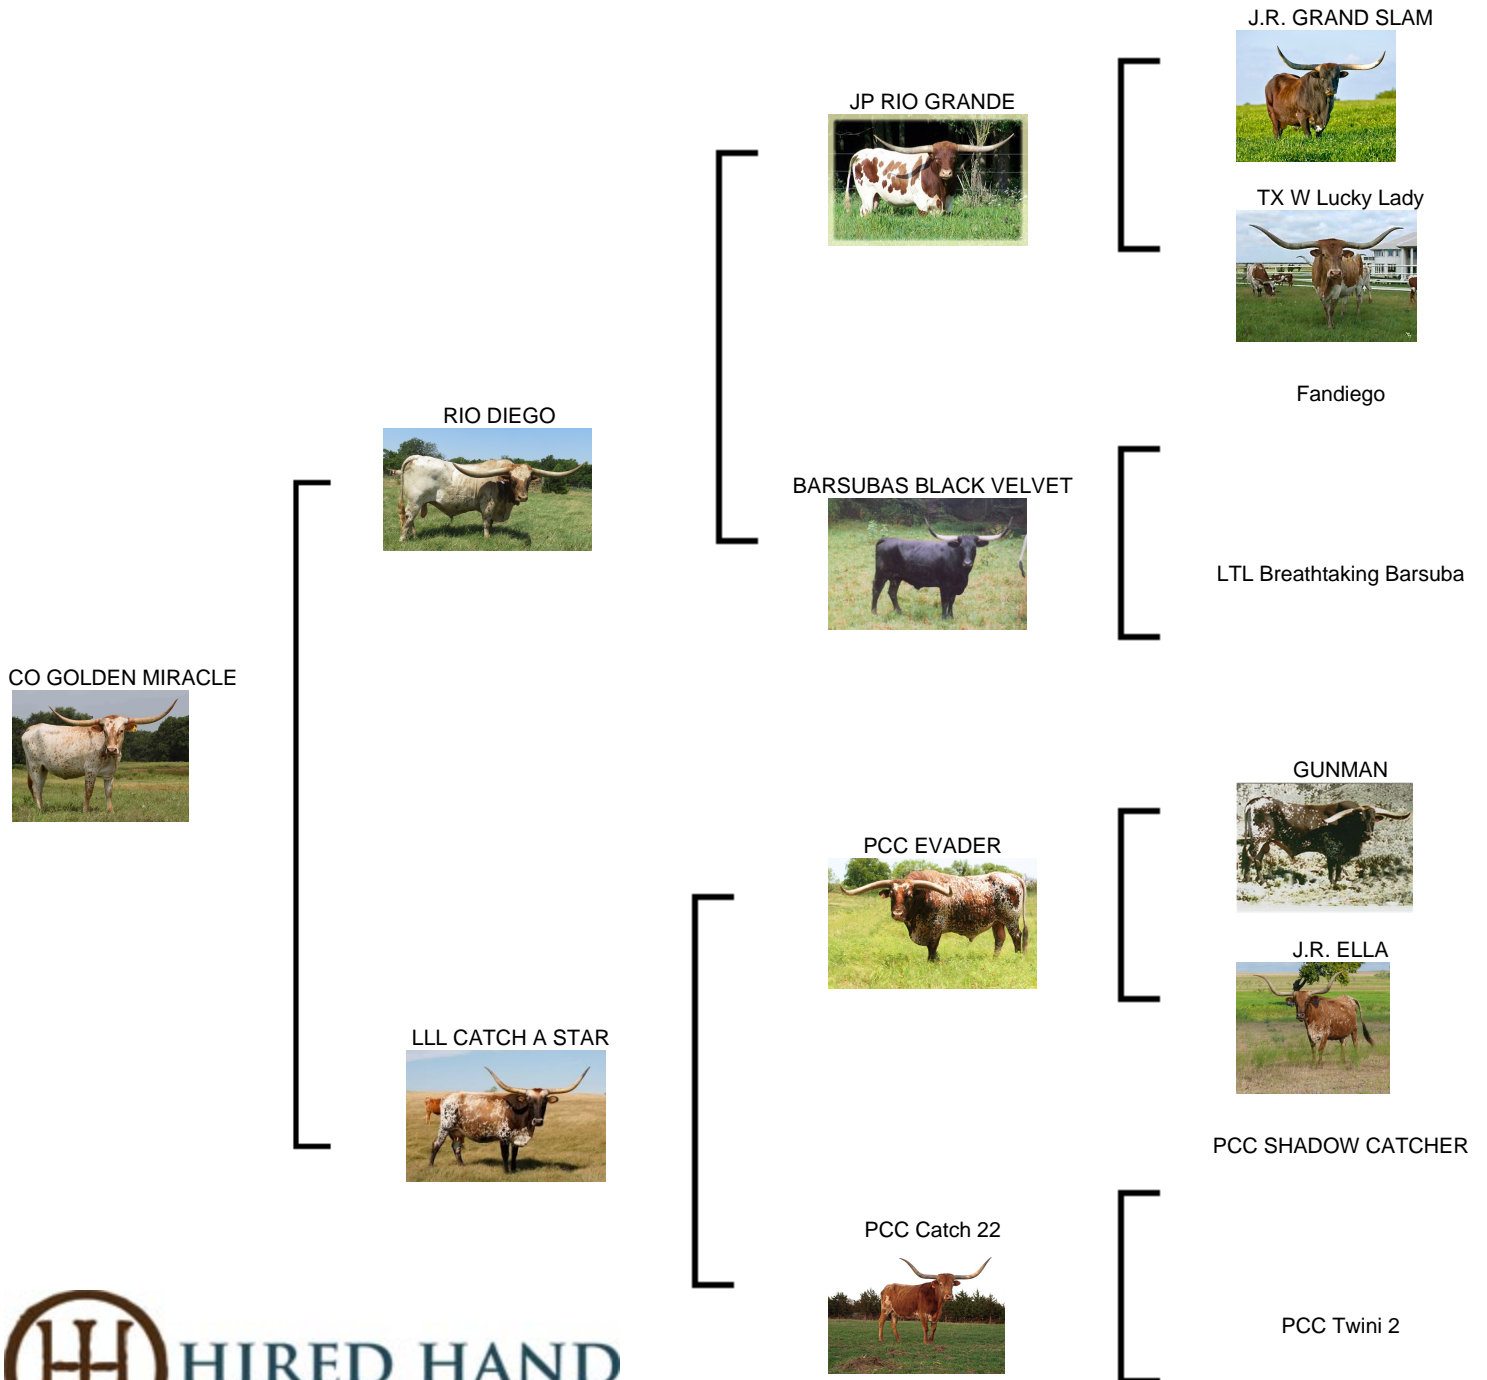 J.R. GRAND SLAM
JP RIO GRANDE
TX W Lucky Lady
Fandiego
RIO DIEGO
BARSUBAS BLACK VELVET
LTL Breathtaking Barsuba
CO GOLDEN MIRACLE
GUNMAN
PCC EVADER
J.R. ELLA
LLL CATCH A STAR
PCC SHADOW CATCHER
PCC Catch 22
PCC Twini 2
HIRED HAND